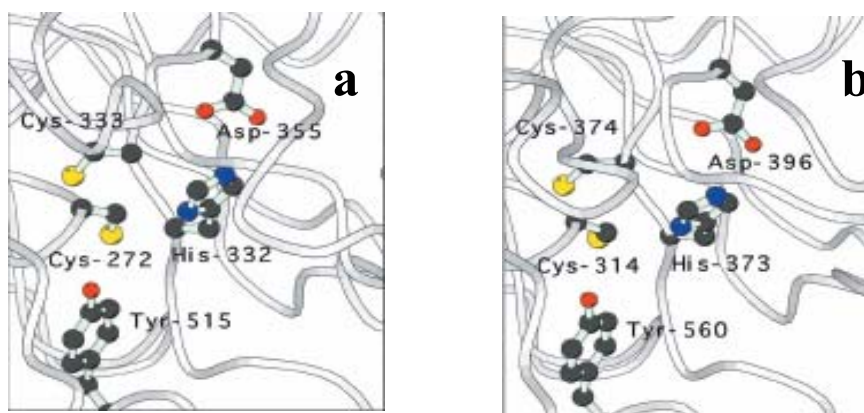 a
Cys-333
Asp-355
Cys-272
His-332
Tyr-515
b
Cys-374
Asp-396
Cys-314
His-373
Tyr-560